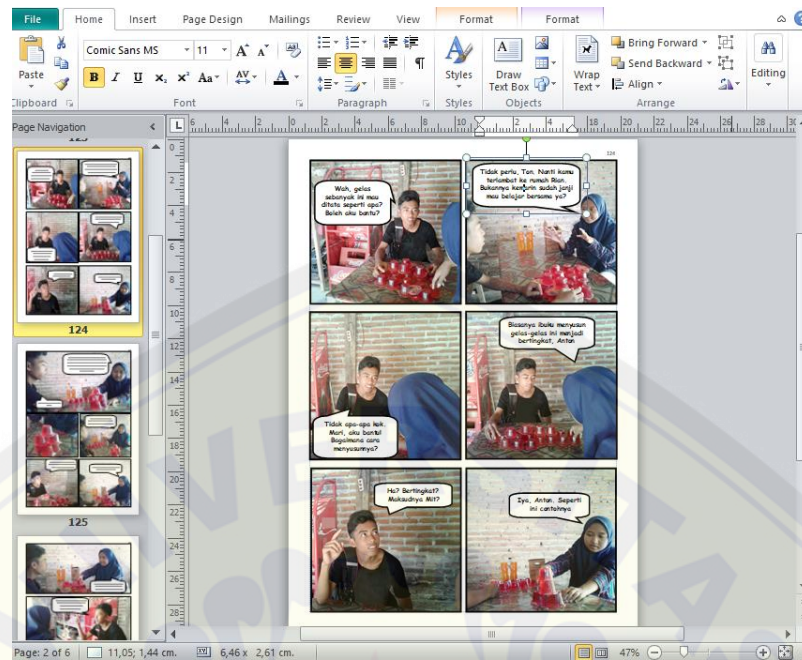 File Home Insert Page Design Mailings Review View Format Format
Comic Sans MS 11
Paste
Styles
Draw
Text Box
Wrap
Text
Bring Forward
Send Backward
Align
Editing
Clipboard Font Paragraph Styles Objects Arrange
Page Navigation
124
125
124
Wah, gelas
sebanyak ini mau
ditata seperti apa?
Boleh aku bantu?
Tidak perlu, Tan. Nanti kamu
terlambat ke rumah Rian.
Bukannya kemarin sudah janji
mau belajar bersama ya?
Tidak apa-apa kak.
Mari, aku bantu!
Bagaimana cara
menyusunnya?
Biasanya ibuku menyusun
gelas-gelas ini menjadi
bertingkat, Anton
Ha? Bertingkat?
Maksudnya Mit?
Iya, Anton. Seperti
ini contohnya
Page: 2 of 6 11,05; 1,44 cm. 6,46 x 2,61 cm. 47%